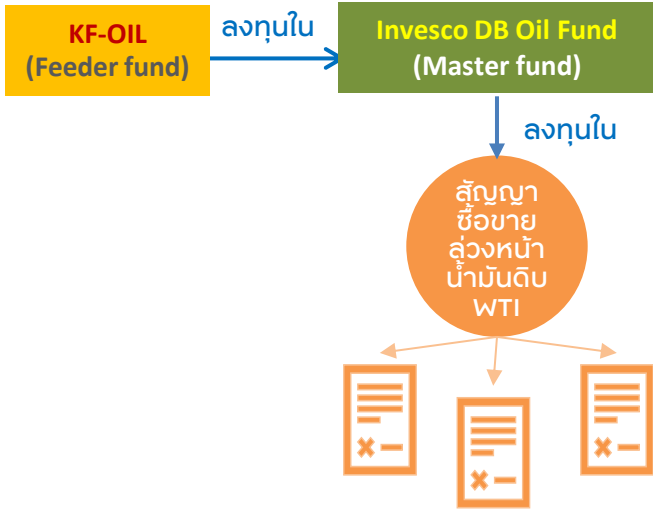 KF-OIL
(Feeder fund)
ลงทุนใน
Invesco DB Oil Fund
(Master fund)
ลงทุนใน
สัญญา
ซื้อขาย
ล่วงหน้า
น้ำมันดิบ
WTI